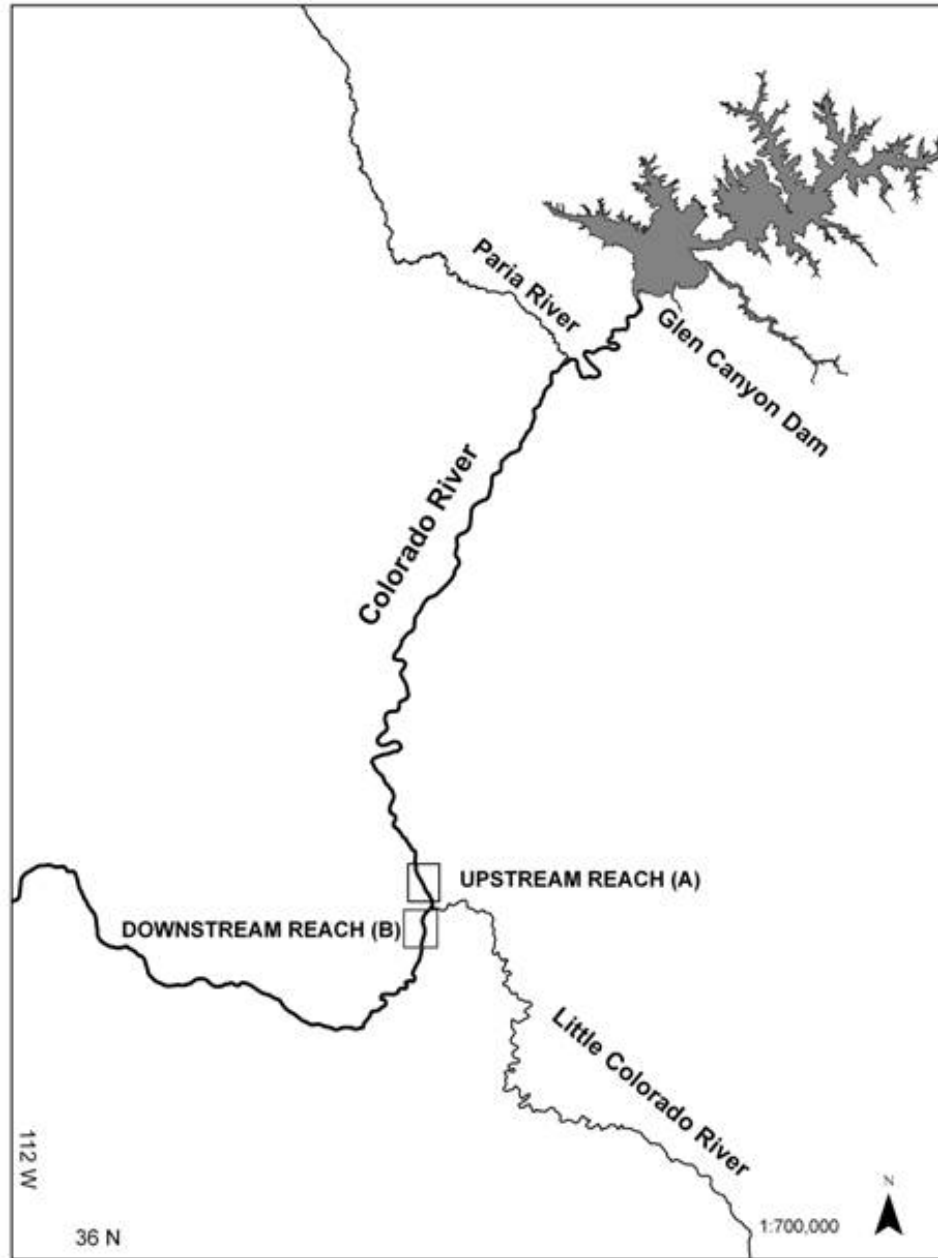 Paria River
Glen Canyon Dam
Colorado River
UPSTREAM REACH (A)
DOWNSTREAM REACH (B)
Little Colorado River
112 W
36 N
N
1:700,000